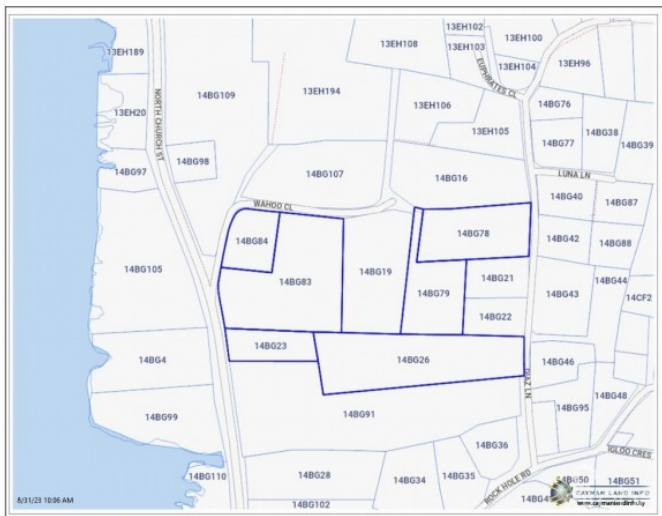 13EH102
13EH189
13EH108
13EH103
13EH100
EUPHRATES CL
13EH104
13EH96
14BG109
13EH194
13EH106
14BG76
14BG38
13EH20
NORTH CHURCH ST
13EH105
14BG77
14BG39
14BG98
14BG97
14BG107
14BG16
LUNA LN
14BG40
14BG87
WAHOO CL
14BG84
14BG78
14BG42
14BG88
14BG105
14BG83
14BG19
14BG21
14BG79
14BG44
14BG43
14CF2
14BG22
14BG23
14BG4
14BG26
14BG46
14BG48
14BG91
14BG95
14BG99
14BG36
IGLOO CRES
14BG110
14BG28
14BG34
14BG35
ROCK HOLE RD
14BG50
14BG51
8/31/23 10:06 AM
14BG102
CAYMAN LAND INFO